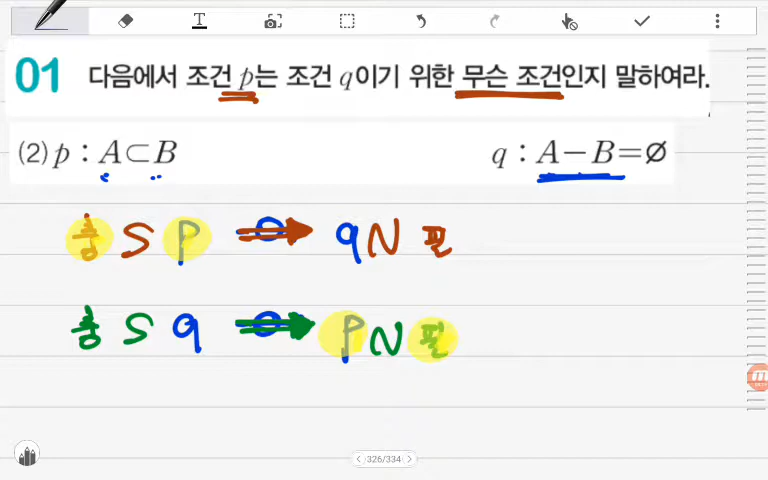 01 다음에서 조건 p는 조건 q이기 위한 무슨 조건인지 말하여라.
(2) p : A⊂B q : A−B=∅
충 S P ⟹ q N 필
충 S q ⟹ P N 필
326/334